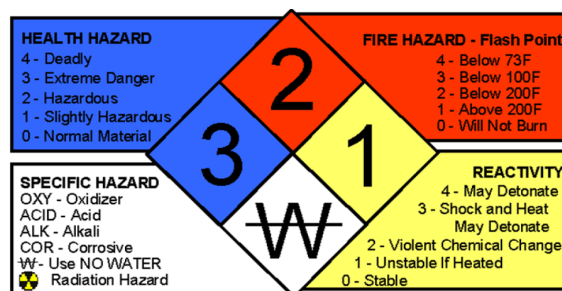 HEALTH HAZARD
4 - Deadly
3 - Extreme Danger
2 - Hazardous
1 - Slightly Hazardous
0 - Normal Material
FIRE HAZARD - Flash Point
4 - Below 73F
3 - Below 100F
2 - Below 200F
1 - Above 200F
0 - Will Not Burn
2
3
1
W
SPECIFIC HAZARD
OXY - Oxidizer
ACID - Acid
ALK - Alkali
COR - Corrosive
W - Use NO WATER
Radiation Hazard
REACTIVITY
4 - May Detonate
3 - Shock and Heat
May Detonate
2 - Violent Chemical Change
1 - Unstable If Heated
0 - Stable